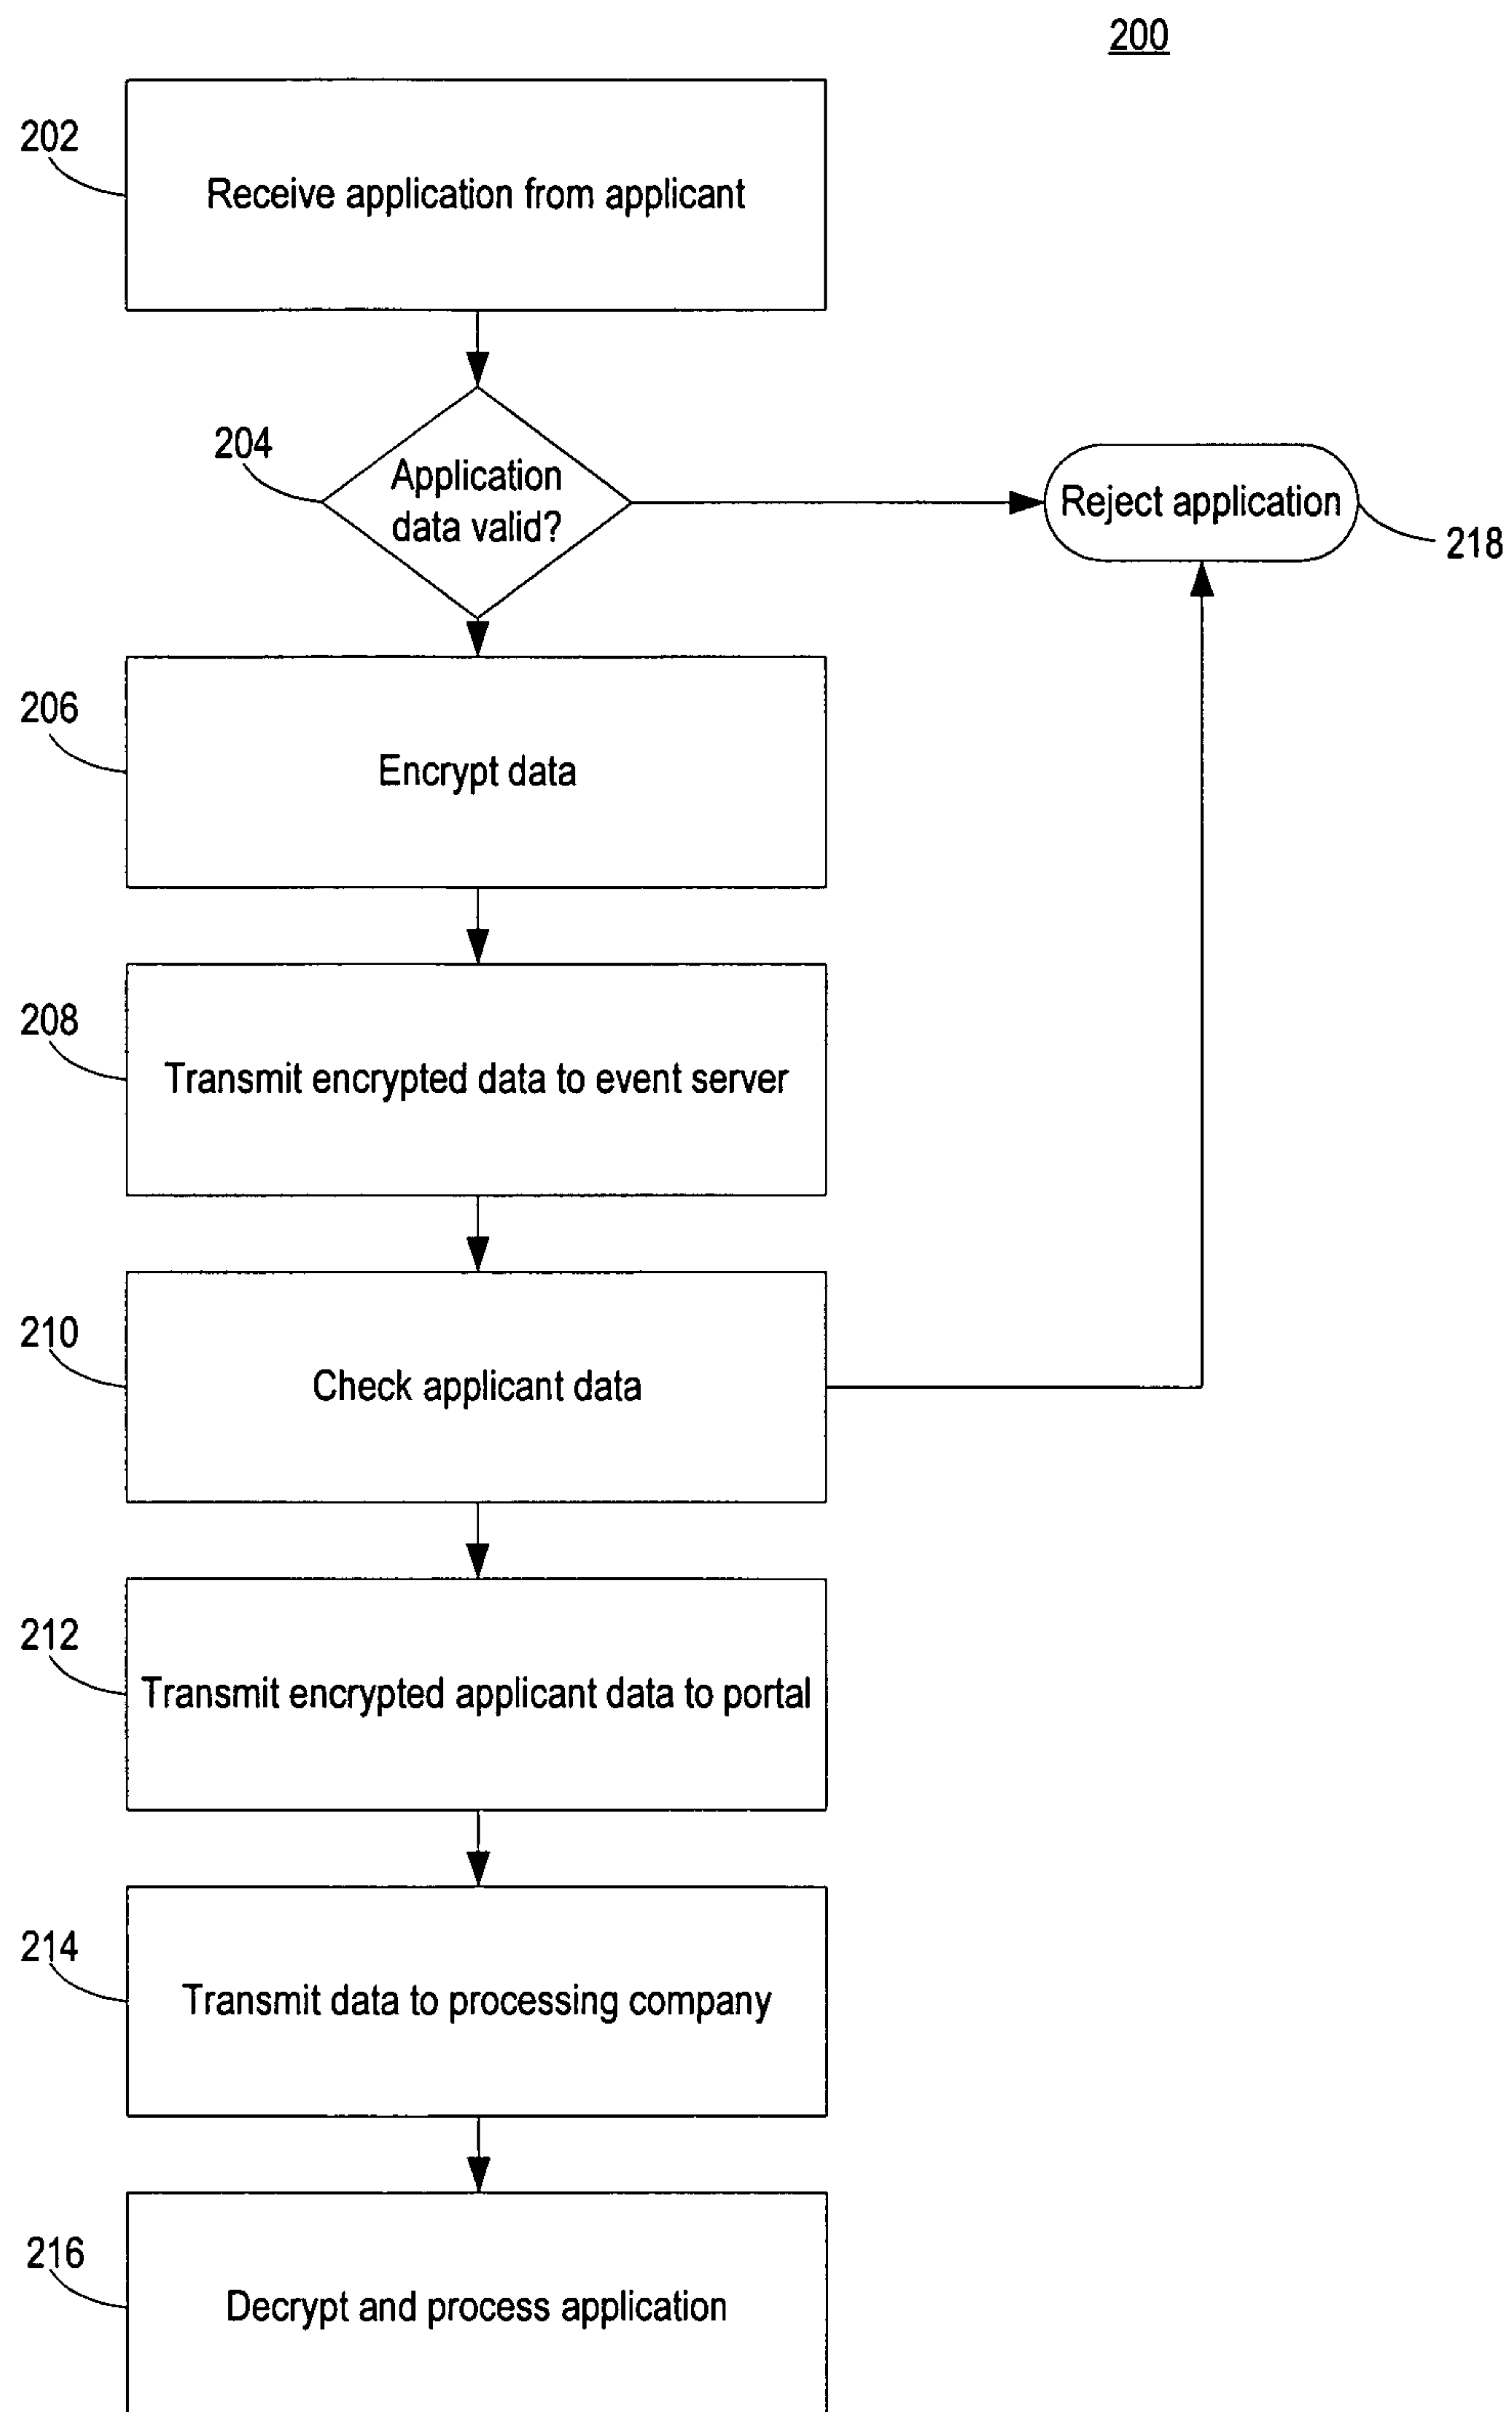 200
202
Receive application from applicant
204
Application
data valid?
Reject application
218
206
Encrypt data
208
Transmit encrypted data to event server
210
Check applicant data
212
Transmit encrypted applicant data to portal
214
Transmit data to processing company
216
Decrypt and process application